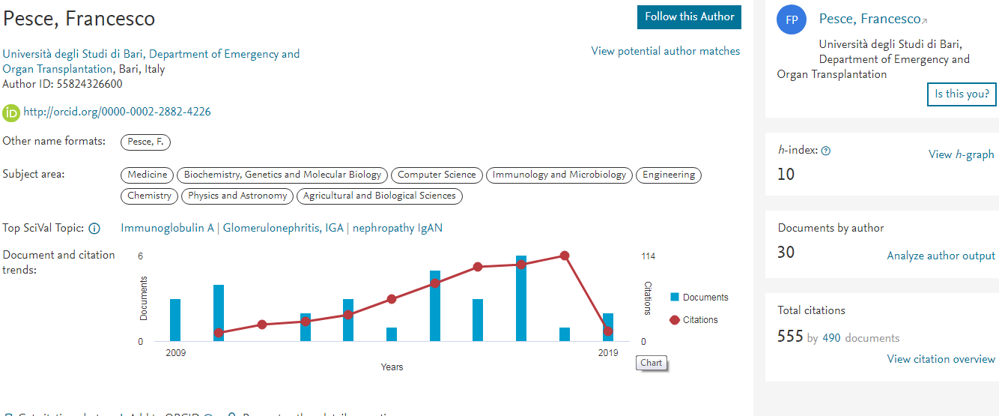 Pesce, Francesco
Follow this Author
Università degli Studi di Bari, Department of Emergency and
Organ Transplantation, Bari, Italy
View potential author matches
Author ID: 55824326600
iD http://orcid.org/0000-0002-2882-4226
Other name formats: Pesce, F.
Subject area: Medicine Biochemistry, Genetics and Molecular Biology Computer Science Immunology and Microbiology Engineering
Chemistry Physics and Astronomy Agricultural and Biological Sciences
Top SciVal Topic: Immunoglobulin A | Glomerulonephritis, IGA | nephropathy IgAN
Document and citation
trends:
6
0
Documents
114
0
Citations
2009
2019
Years
Documents
Citations
Chart
FP Pesce, Francesco
Università degli Studi di Bari,
Department of Emergency and
Organ Transplantation
Is this you?
h-index:
View h-graph
10
Documents by author
30
Analyze author output
Total citations
555 by 490 documents
View citation overview